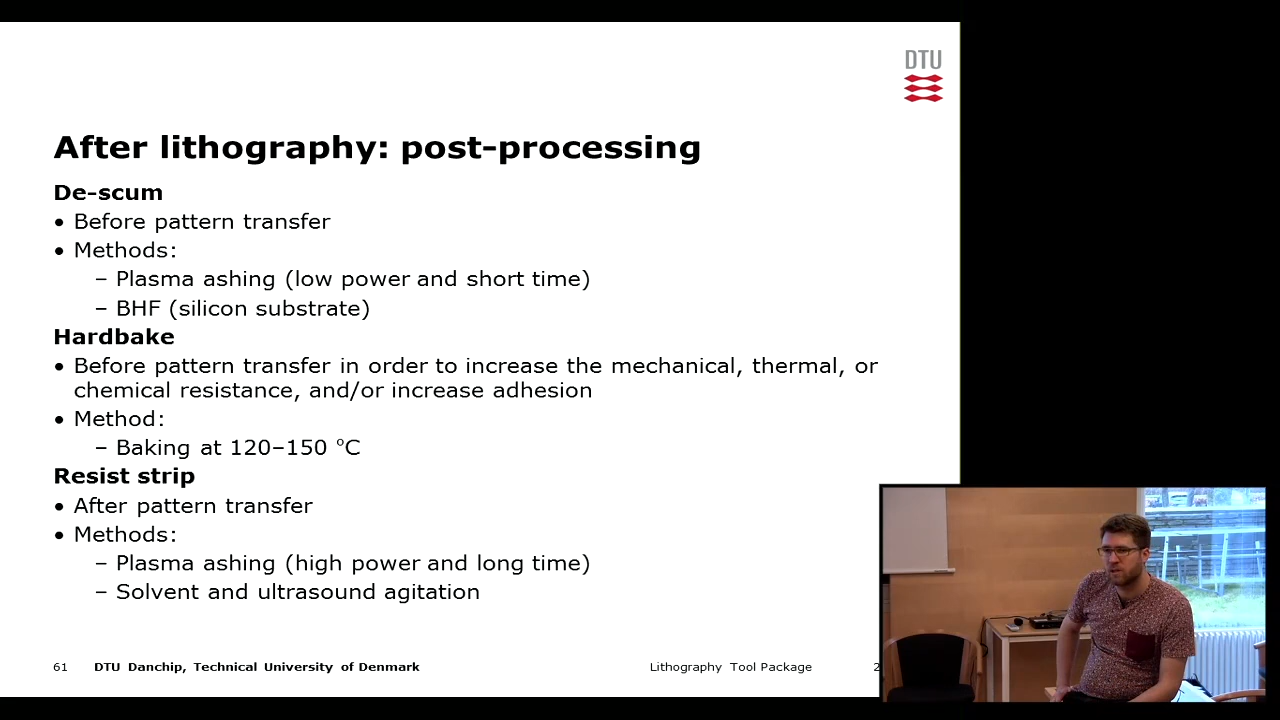 DTU
After lithography: post-processing
De-scum
• Before pattern transfer
• Methods:
– Plasma ashing (low power and short time)
– BHF (silicon substrate)
Hardbake
• Before pattern transfer in order to increase the mechanical, thermal, or
chemical resistance, and/or increase adhesion
• Method:
– Baking at 120–150 °C
Resist strip
• After pattern transfer
• Methods:
– Plasma ashing (high power and long time)
– Solvent and ultrasound agitation
61 DTU Danchip, Technical University of Denmark Lithography Tool Package